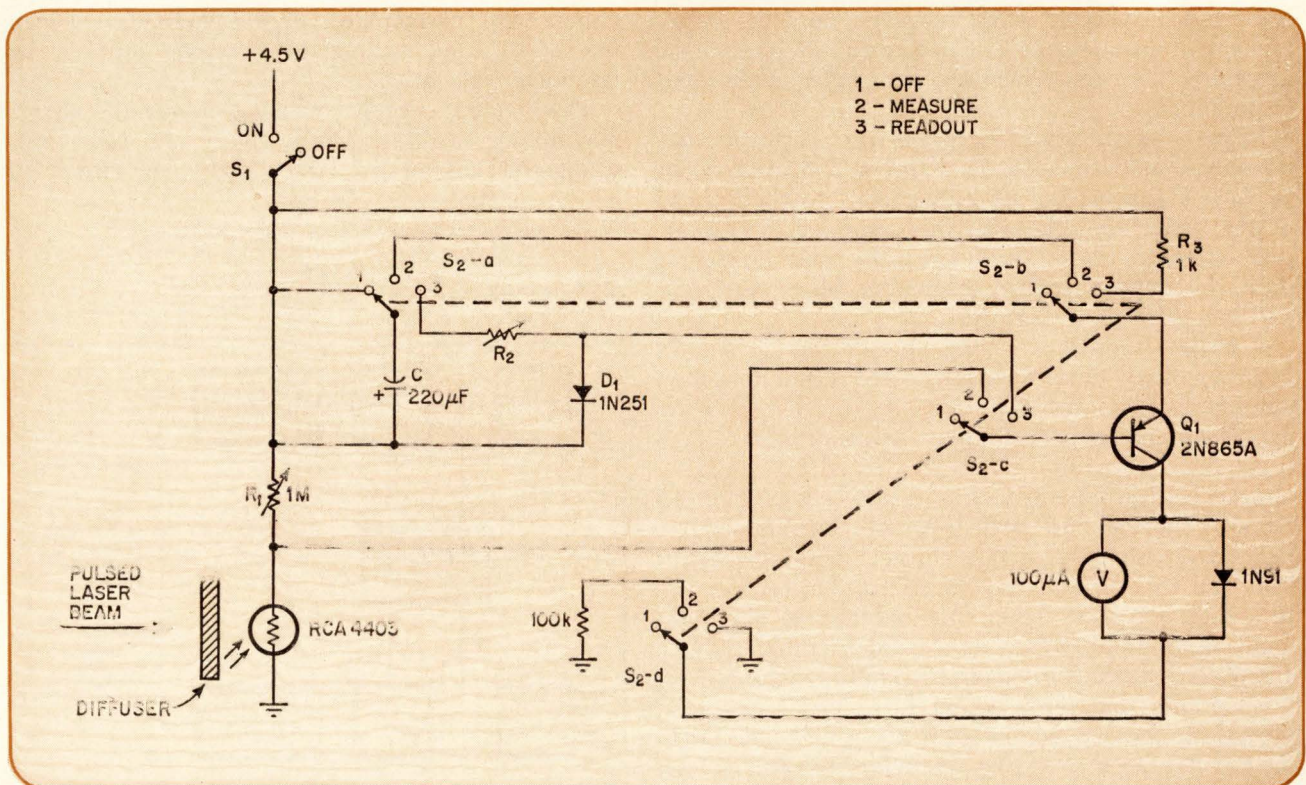 +4.5 V
ON
OFF
S1
1 - OFF
2 - MEASURE
3 - READOUT
R3
1k
2
S2-a
1
3
S2-b
2
1
3
R2
C
+
220µF
D1
1N251
2
1
3
S2-c
Q1
2N865A
R1
1M
PULSED
LASER
BEAM
RCA 4403
DIFFUSER
100k
2
1
3
S2-d
100µA
V
1N91